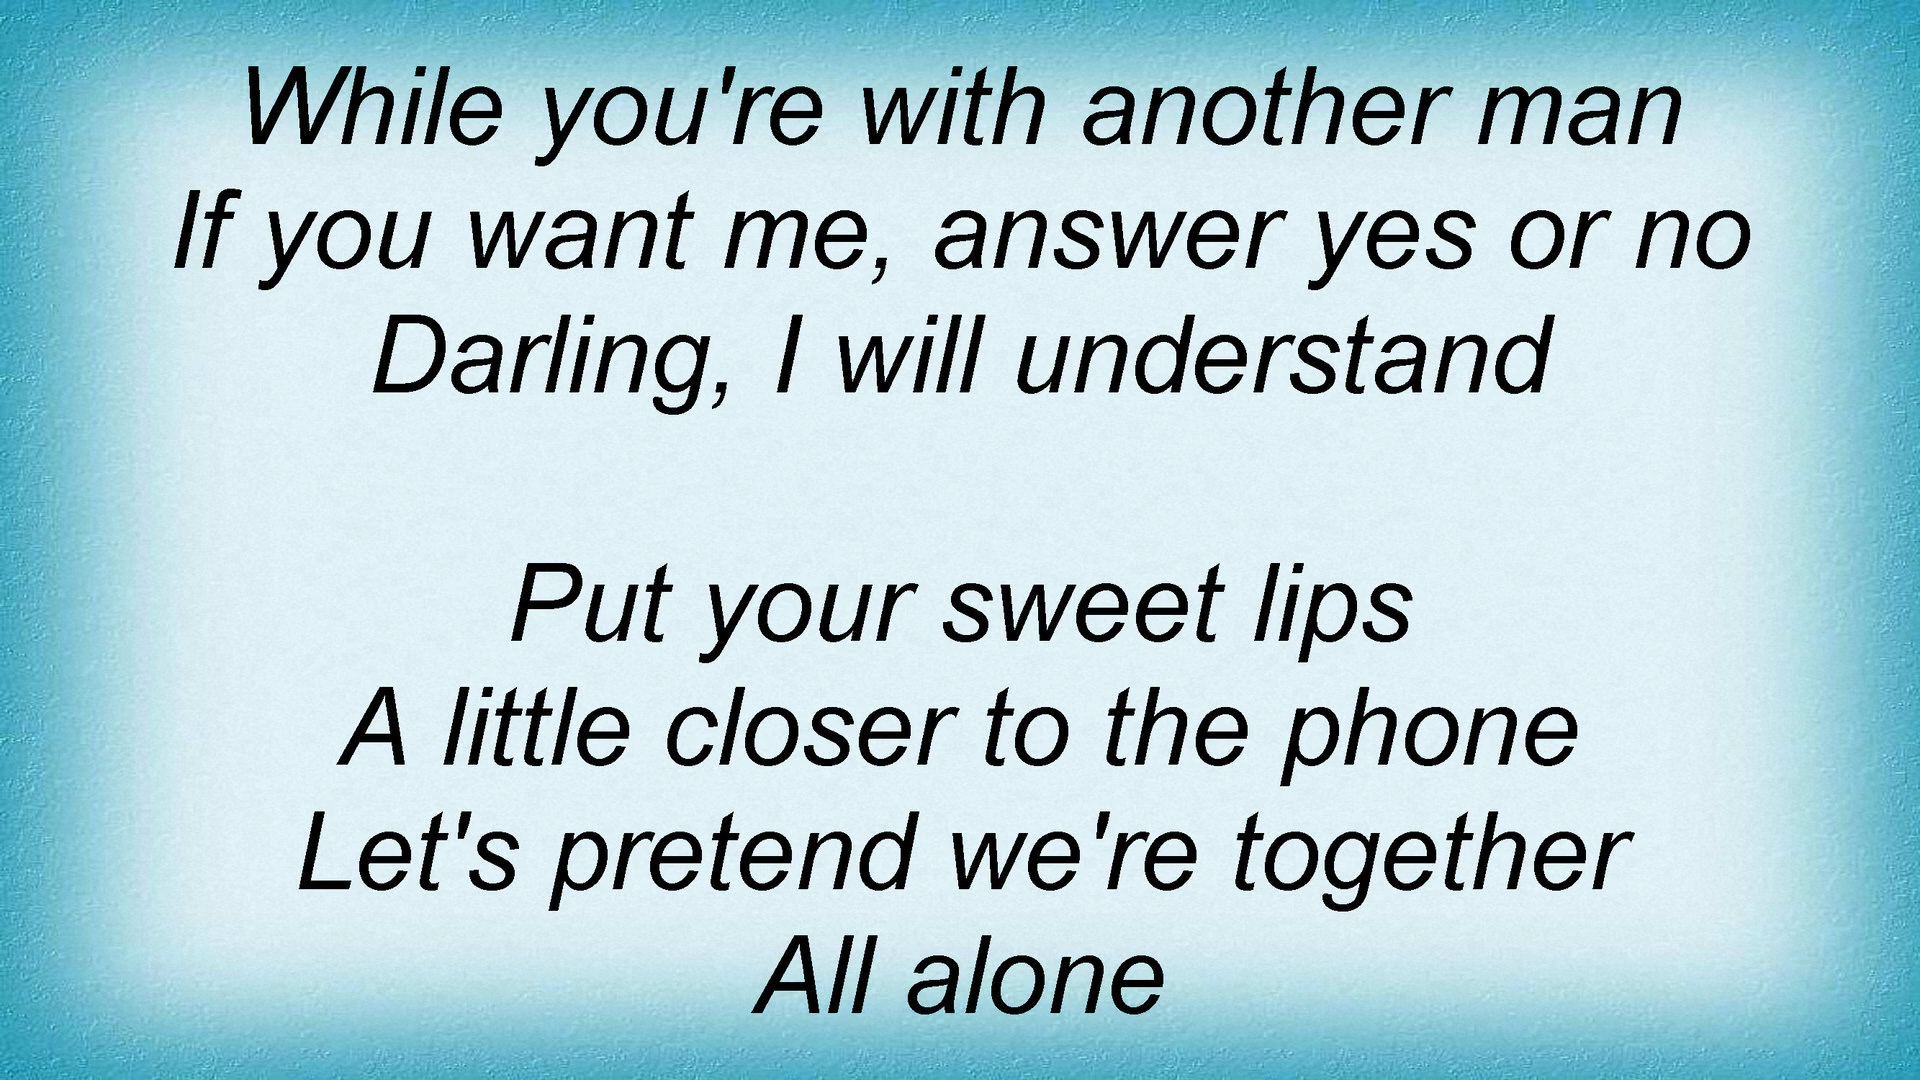 While you're with another man
If you want me, answer yes or no
Darling, I will understand

Put your sweet lips
A little closer to the phone
Let's pretend we're together
All alone